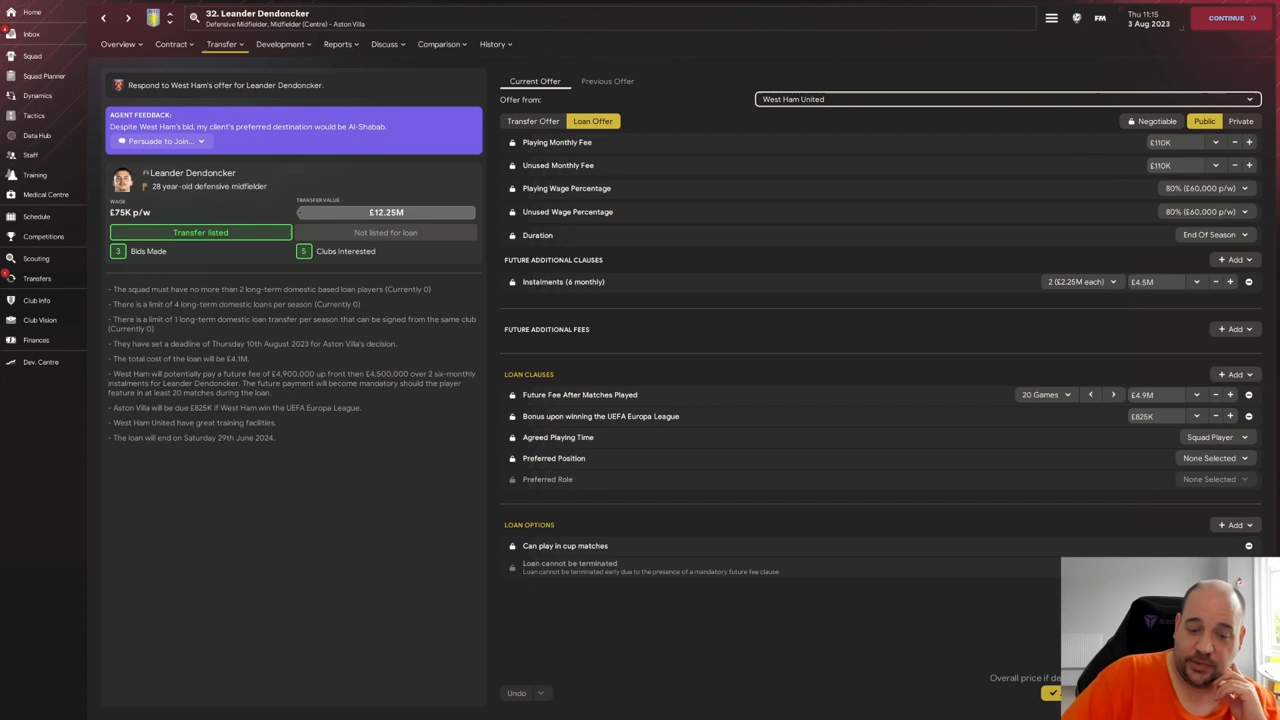 32. Leander Dendoncker
Defensive Midfielder, Midfielder (Centre) - Aston Villa
FM
Thu 11:15
3 Aug 2023
CONTINUE
Home
Inbox
Squad
Squad Planner
Dynamics
Tactics
Data Hub
Staff
Training
Medical Centre
Schedule
Competitions
Scouting
Transfers
Club Info
Club Vision
Finances
Dev. Centre
Overview
Contract
Transfer
Development
Reports
Discuss
Comparison
History
Respond to West Ham's offer for Leander Dendoncker.
AGENT FEEDBACK:
Despite West Ham's bid, my client's preferred destination would be Al-Shabab.
Persuade to Join...
Leander Dendoncker
28 year-old defensive midfielder
WAGE
£75K p/w
TRANSFER VALUE
£12.25M
Transfer listed
Not listed for loan
3 Bids Made
5 Clubs Interested
- The squad must have no more than 2 long-term domestic based loan players (Currently 0)
- There is a limit of 4 long-term domestic loans per season (Currently 0)
- There is a limit of 1 long-term domestic loan transfer per season that can be signed from the same club
(Currently 0)
- They have set a deadline of Thursday 10th August 2023 for Aston Villa's decision.
- The total cost of the loan will be £4.1M.
- West Ham will potentially pay a future fee of £4,900,000 up front then £4,500,000 over 2 six-monthly
instalments for Leander Dendoncker. The future payment will become mandatory should the player
feature in at least 20 matches during the loan.
- Aston Villa will be due £825K if West Ham win the UEFA Europa League.
- West Ham United have great training facilities.
- The loan will end on Saturday 29th June 2024.
Current Offer
Previous Offer
Offer from:
West Ham United
Transfer Offer
Loan Offer
Negotiable
Public
Private
Playing Monthly Fee
£110K
Unused Monthly Fee
£110K
Playing Wage Percentage
80% (£60,000 p/w)
Unused Wage Percentage
80% (£60,000 p/w)
Duration
End Of Season
FUTURE ADDITIONAL CLAUSES
+ Add
Instalments (6 monthly)
2 (£2.25M each)
£4.5M
FUTURE ADDITIONAL FEES
+ Add
LOAN CLAUSES
+ Add
Future Fee After Matches Played
20 Games
£4.9M
Bonus upon winning the UEFA Europa League
£825K
Agreed Playing Time
Squad Player
Preferred Position
None Selected
Preferred Role
None Selected
LOAN OPTIONS
+ Add
Can play in cup matches
Loan cannot be terminated
Loan cannot be terminated early due to the presence of a mandatory future fee clause.
Undo
Overall price if de